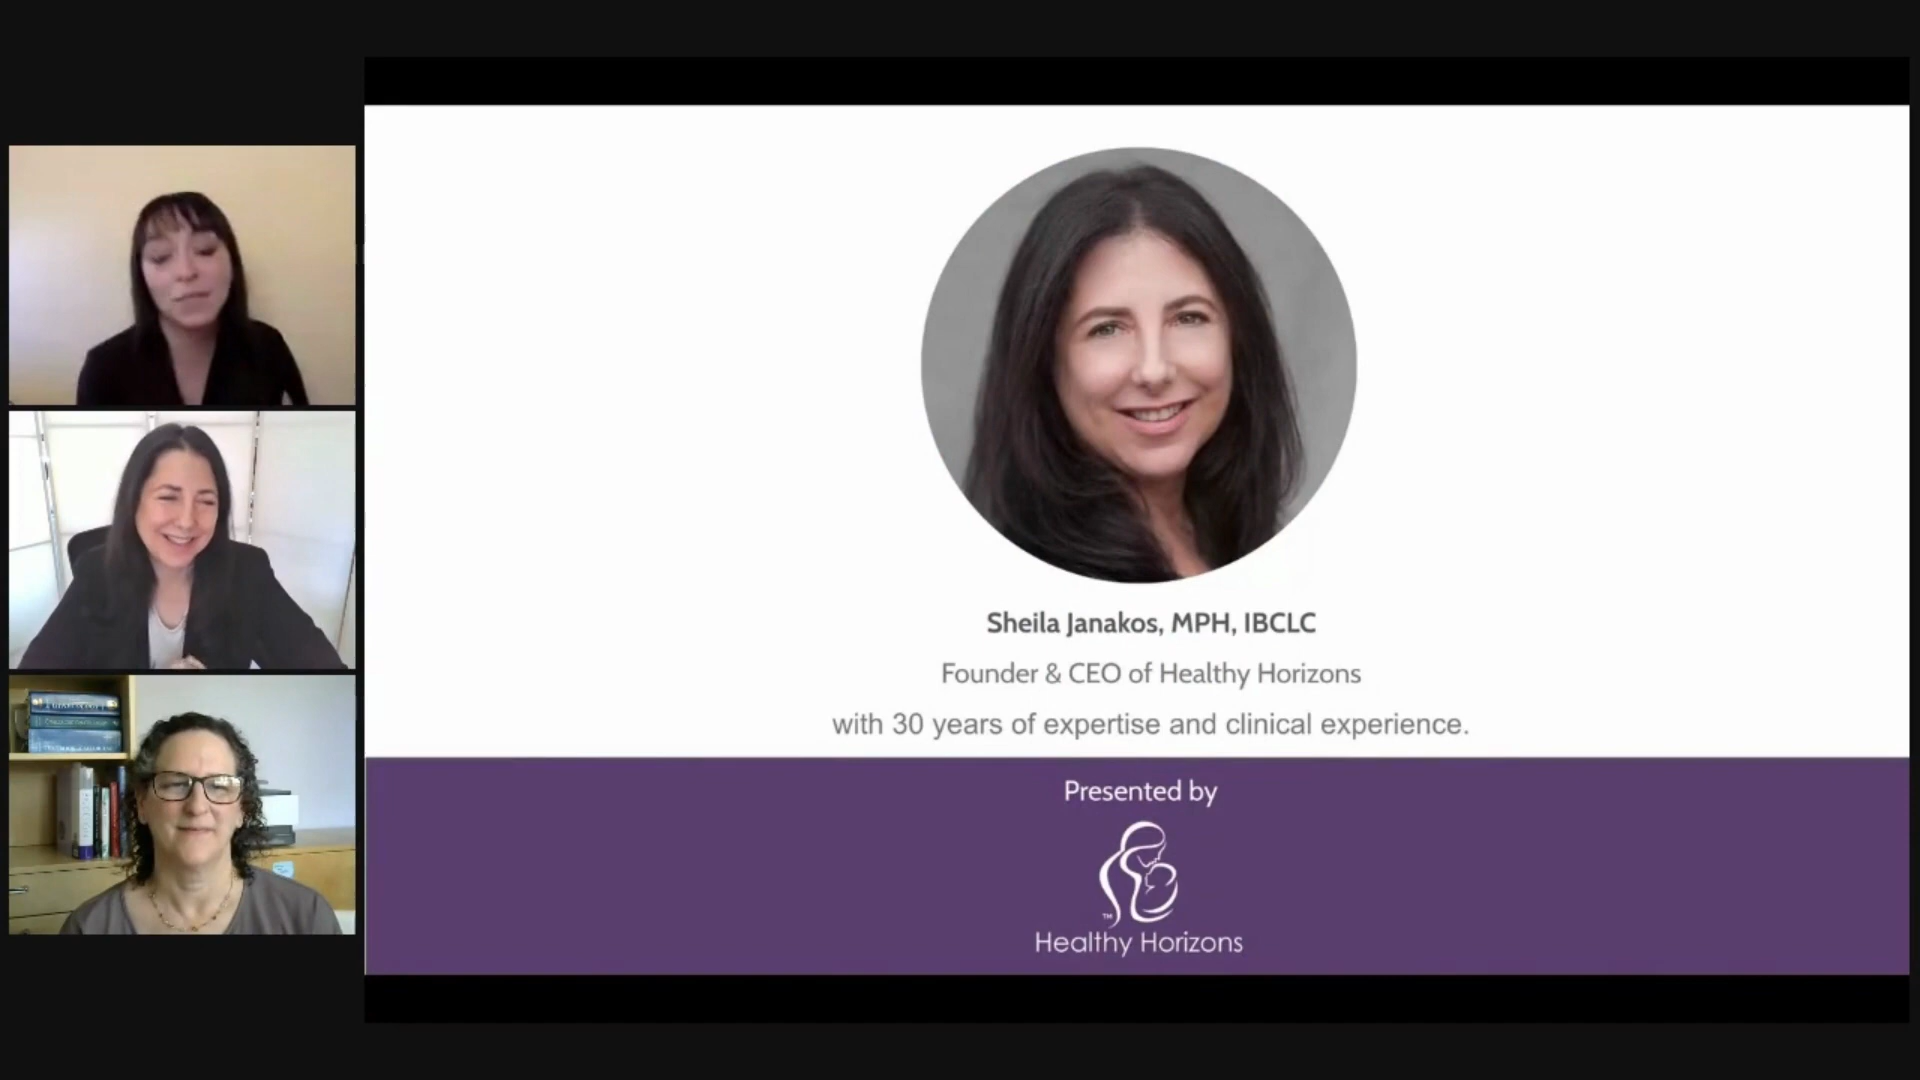 Sheila Janakos, MPH, IBCLC
Founder & CEO of Healthy Horizons
with 30 years of expertise and clinical experience.
Presented by
TM
Healthy Horizons